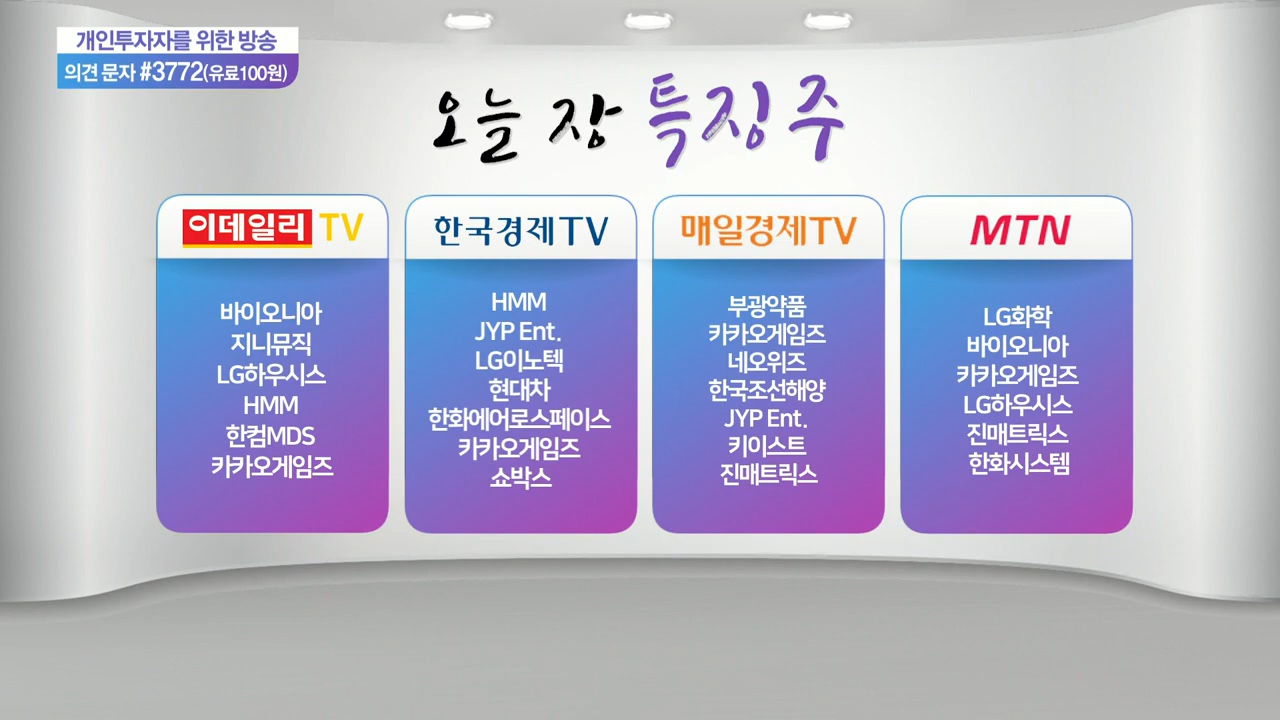 개인투자자를 위한 방송
의견 문자 #3772(유료100원)
오늘 장 특징주
이데일리 TV
바이오니아
지니뮤직
LG하우시스
HMM
한컴MDS
카카오게임즈
한국경제TV
HMM
JYP Ent.
LG이노텍
현대차
한화에어로스페이스
카카오게임즈
쇼박스
매일경제TV
부광약품
카카오게임즈
네오위즈
한국조선해양
JYP Ent.
키이스트
진매트릭스
MTN
LG화학
바이오니아
카카오게임즈
LG하우시스
진매트릭스
한화시스템